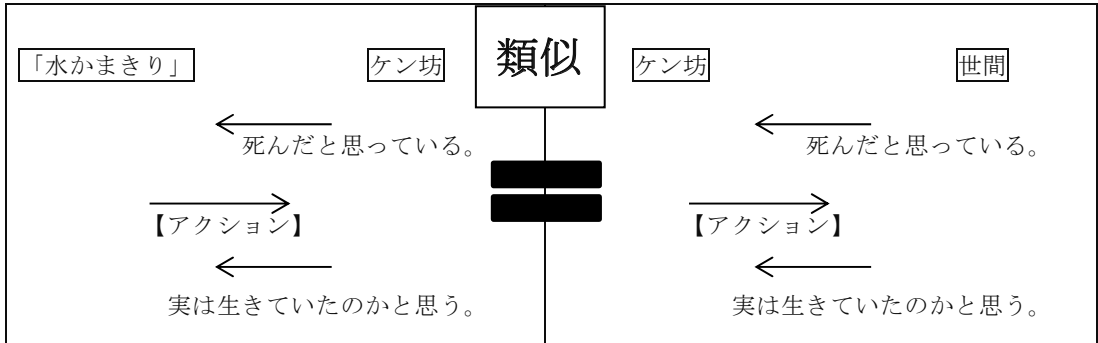 類似
「水かまきり」 ケン坊 ケン坊 世間
死んだと思っている。 死んだと思っている。
【アクション】 【アクション】
実は生きていたのかと思う。 実は生きていたのかと思う。